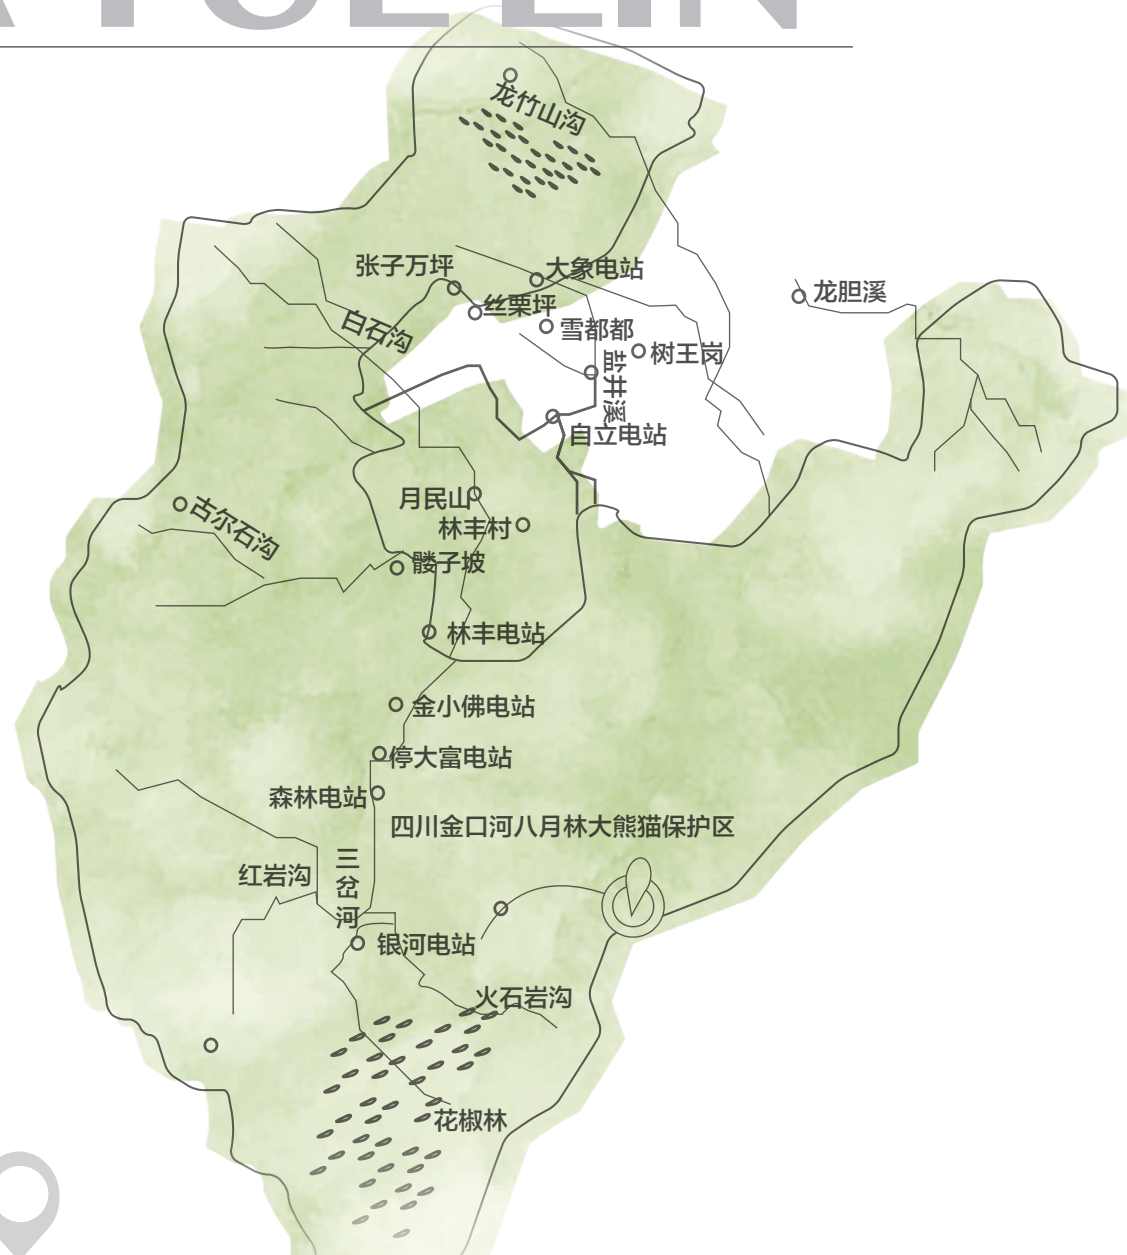 YUE LIN
龙竹山沟
张子万坪
大象电站
丝栗坪
龙胆溪
雪都都
白石沟
树王岗
盐井溪
自立电站
月民山
林丰村
古尔石沟
髅子坡
林丰电站
金小佛电站
停大富电站
森林电站
四川金口河八月林大熊猫保护区
红岩沟
三岔河
银河电站
火石岩沟
花椒林